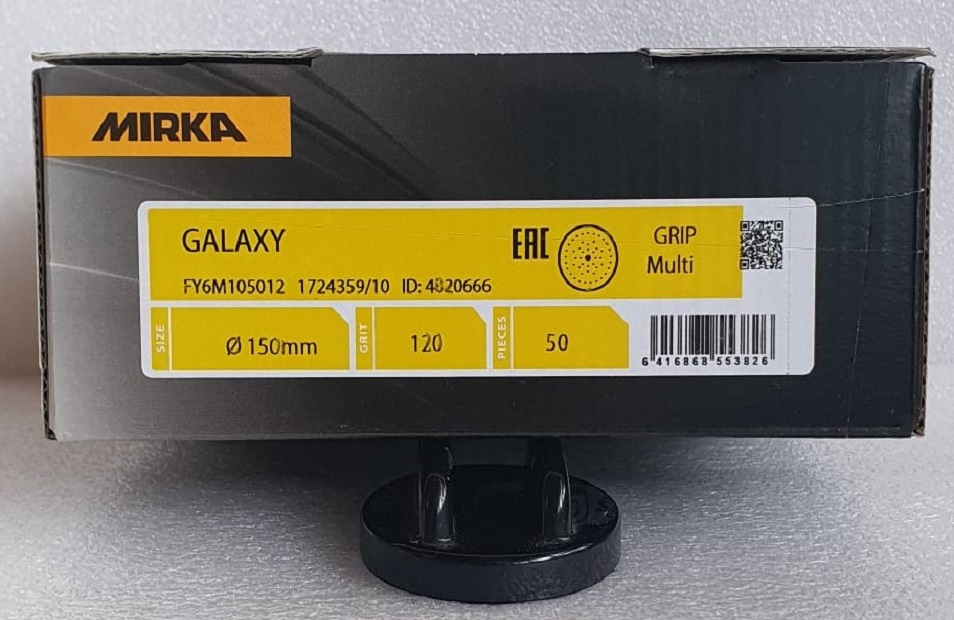 MIRKA
GALAXY
EAC
GRIP
Multi
FY6M105012 1724359/10 ID: 4820666
SIZE
Ø 150mm
GRIT
120
PIECES
50
6 416868 553826